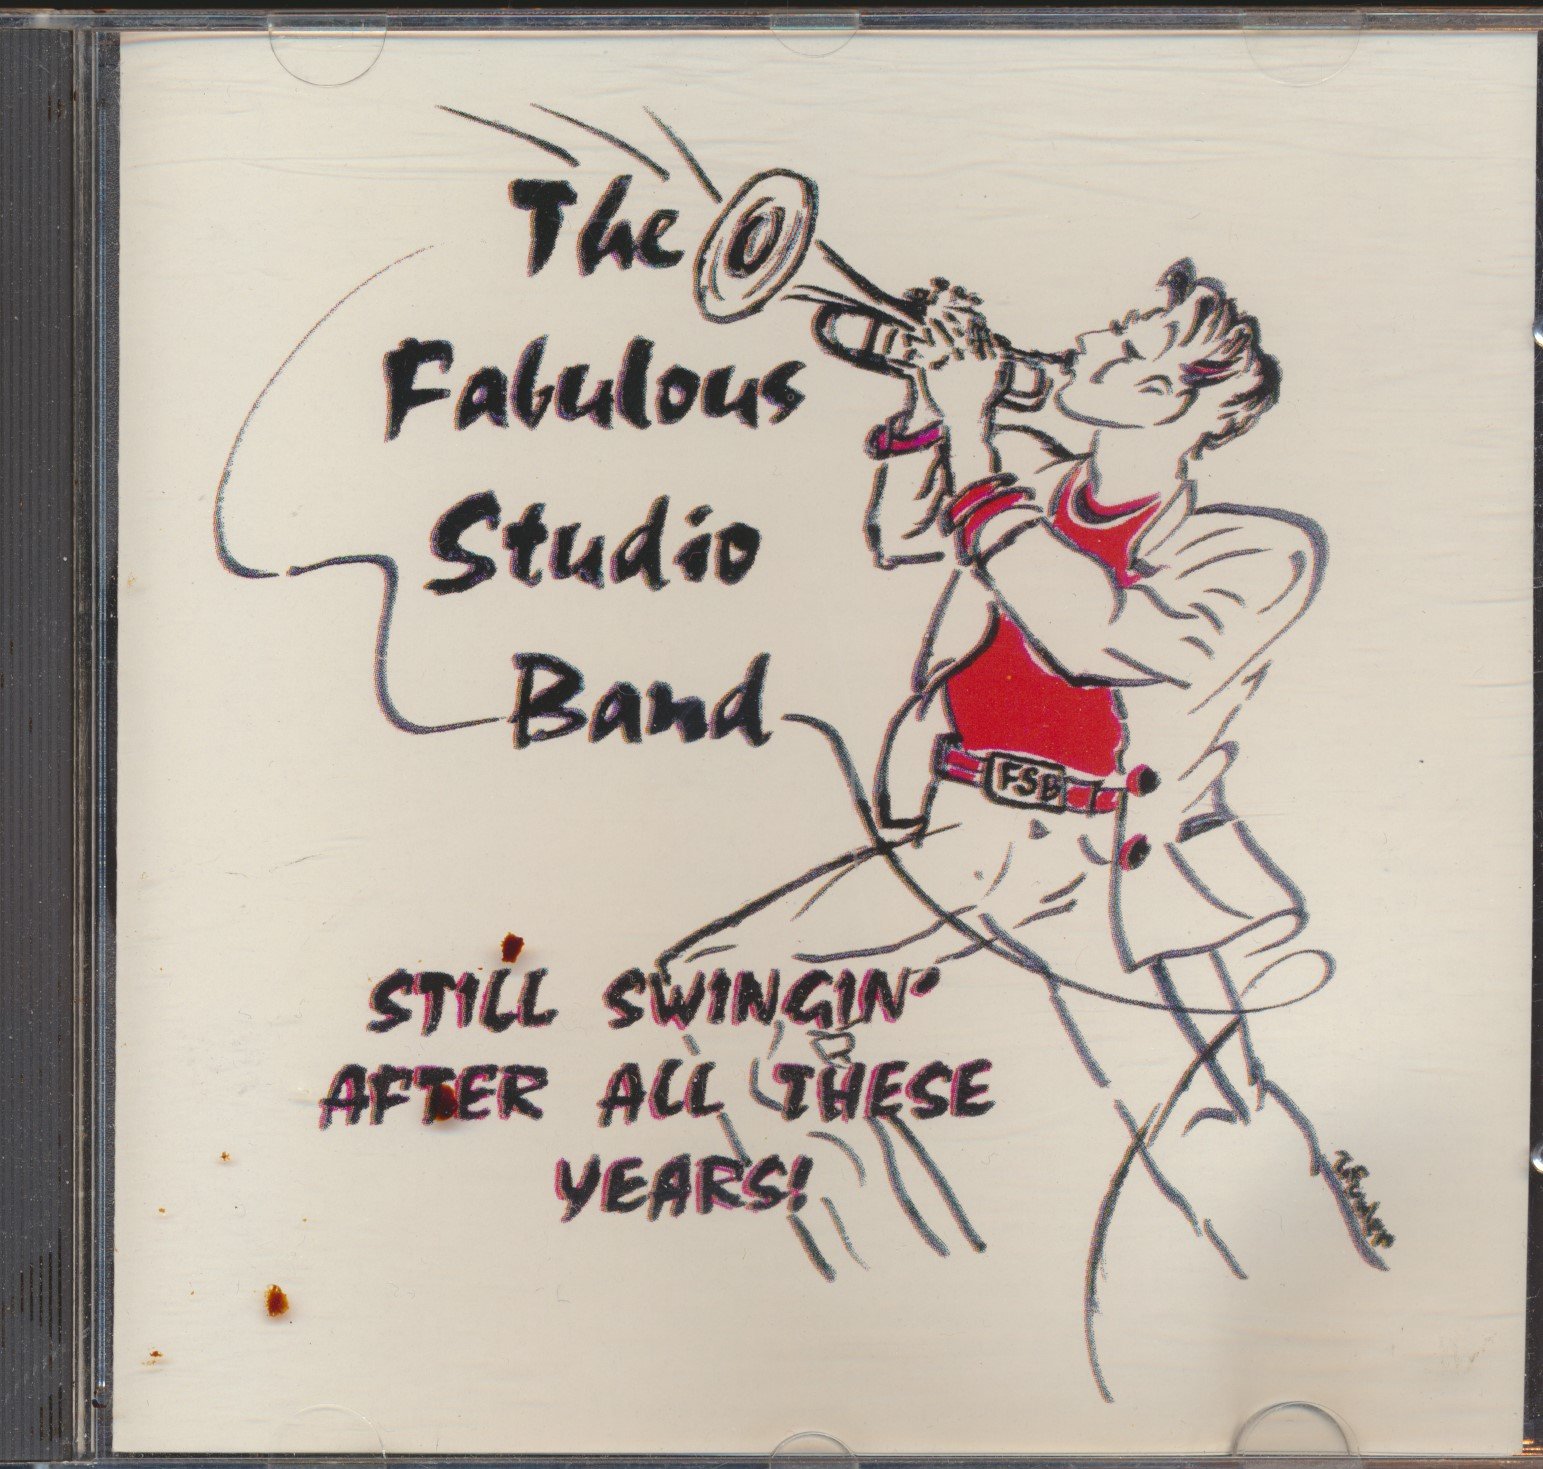 The
Fabulous
Studio
Band
FSB
STILL SWINGIN'
AFTER ALL THESE
YEARS!